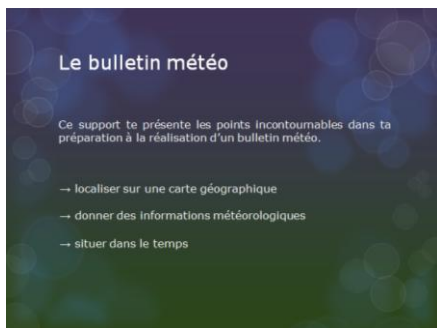 Le bulletin météo
Ce support te présente les points incontournables dans ta
préparation à la réalisation d'un bulletin météo.
→ localiser sur une carte géographique
→ donner des informations météorologiques
→ situer dans le temps